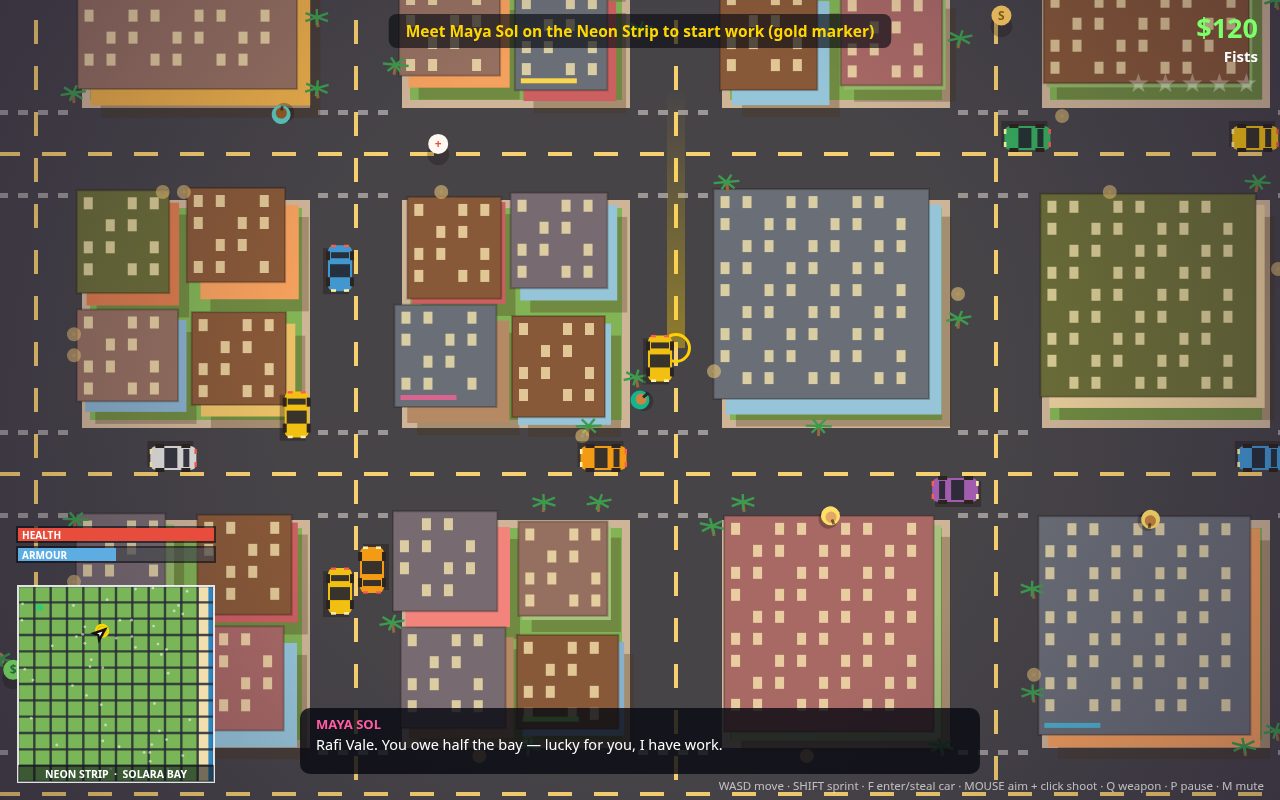 Meet Maya Sol on the Neon Strip to start work (gold marker)
S
$120
Fists
+
HEALTH
ARMOUR
S
NEON STRIP · SOLARA BAY
MAYA SOL
Rafi Vale. You owe half the bay — lucky for you, I have work.
WASD move · SHIFT sprint · F enter/steal car · MOUSE aim + click shoot · Q weapon · P pause · M mute